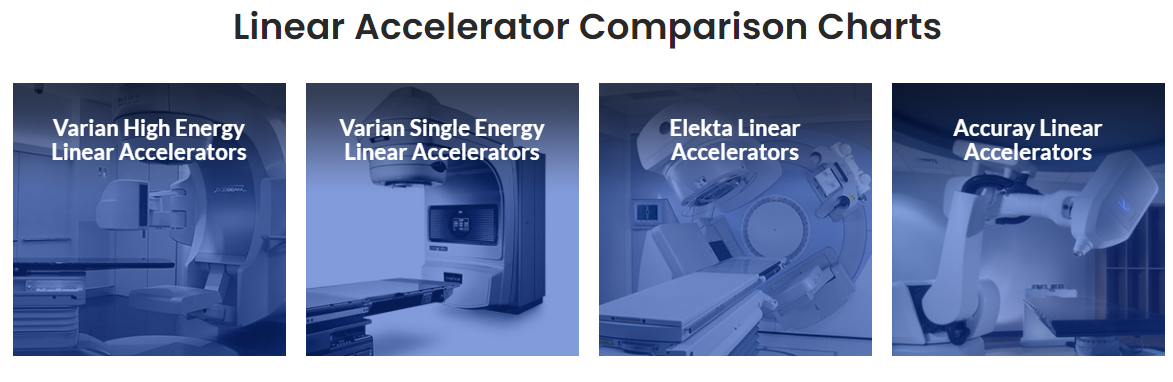 Linear Accelerator Comparison Charts
Varian High Energy
Linear Accelerators
Varian Single Energy
Linear Accelerators
Elekta Linear
Accelerators
Accuray Linear
Accelerators